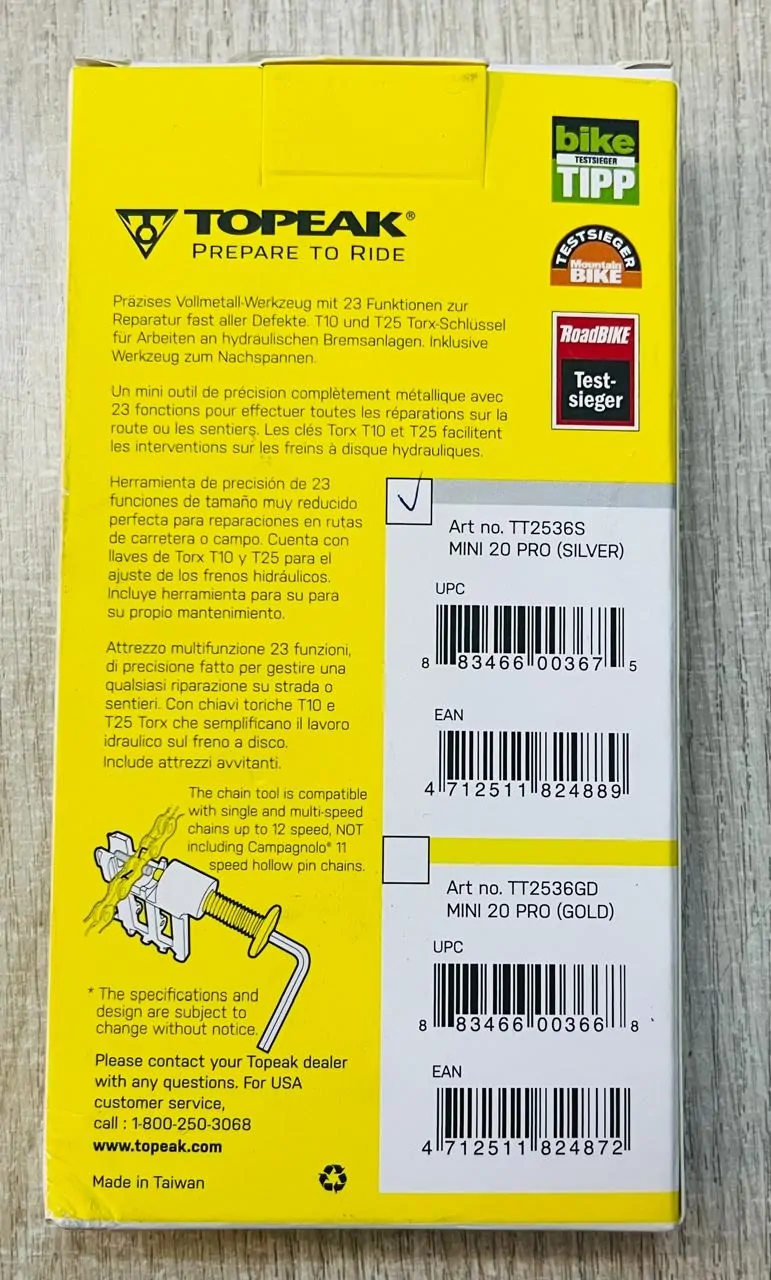 bike
TESTSIEGER
TIPP
TOPEAK®
PREPARE TO RIDE
TESTSIEGER
Mountain
BIKE
RoadBIKE
Test-
sieger
Präzises Vollmetall-Werkzeug mit 23 Funktionen zur
Reparatur fast aller Defekte. T10 und T25 Torx-Schlüssel
für Arbeiten an hydraulischen Bremsanlagen. Inklusive
Werkzeug zum Nachspannen.
Un mini outil de précision complètement métallique avec
23 fonctions pour effectuer toutes les réparations sur la
route ou les sentiers. Les clés Torx T10 et T25 facilitent
les interventions sur les freins à disque hydrauliques.
Herramienta de precisión de 23
funciones de tamaño muy reducido
perfecta para reparaciones en rutas
de carretera o campo. Cuenta con
llaves de Torx T10 y T25 para el
ajuste de los frenos hidráulicos.
Incluye herramienta para su para
su propio mantenimiento.
Attrezzo multifunzione 23 funzioni,
di precisione fatto per gestire una
qualsiasi riparazione su strada o
sentieri. Con chiavi toriche T10 e
T25 Torx che semplificano il lavoro
idraulico sul freno a disco.
Include attrezzi avvitanti.
The chain tool is compatible
with single and multi-speed
chains up to 12 speed, NOT
including Campagnolo® 11
speed hollow pin chains.
* The specifications and
design are subject to
change without notice.
Please contact your Topeak dealer
with any questions. For USA
customer service,
call : 1-800-250-3068
www.topeak.com
Made in Taiwan
Art no. TT2536S
MINI 20 PRO (SILVER)
UPC
8 83466 00367 5
EAN
4 712511 824889
Art no. TT2536GD
MINI 20 PRO (GOLD)
UPC
8 83466 00366 8
EAN
4 712511 824872